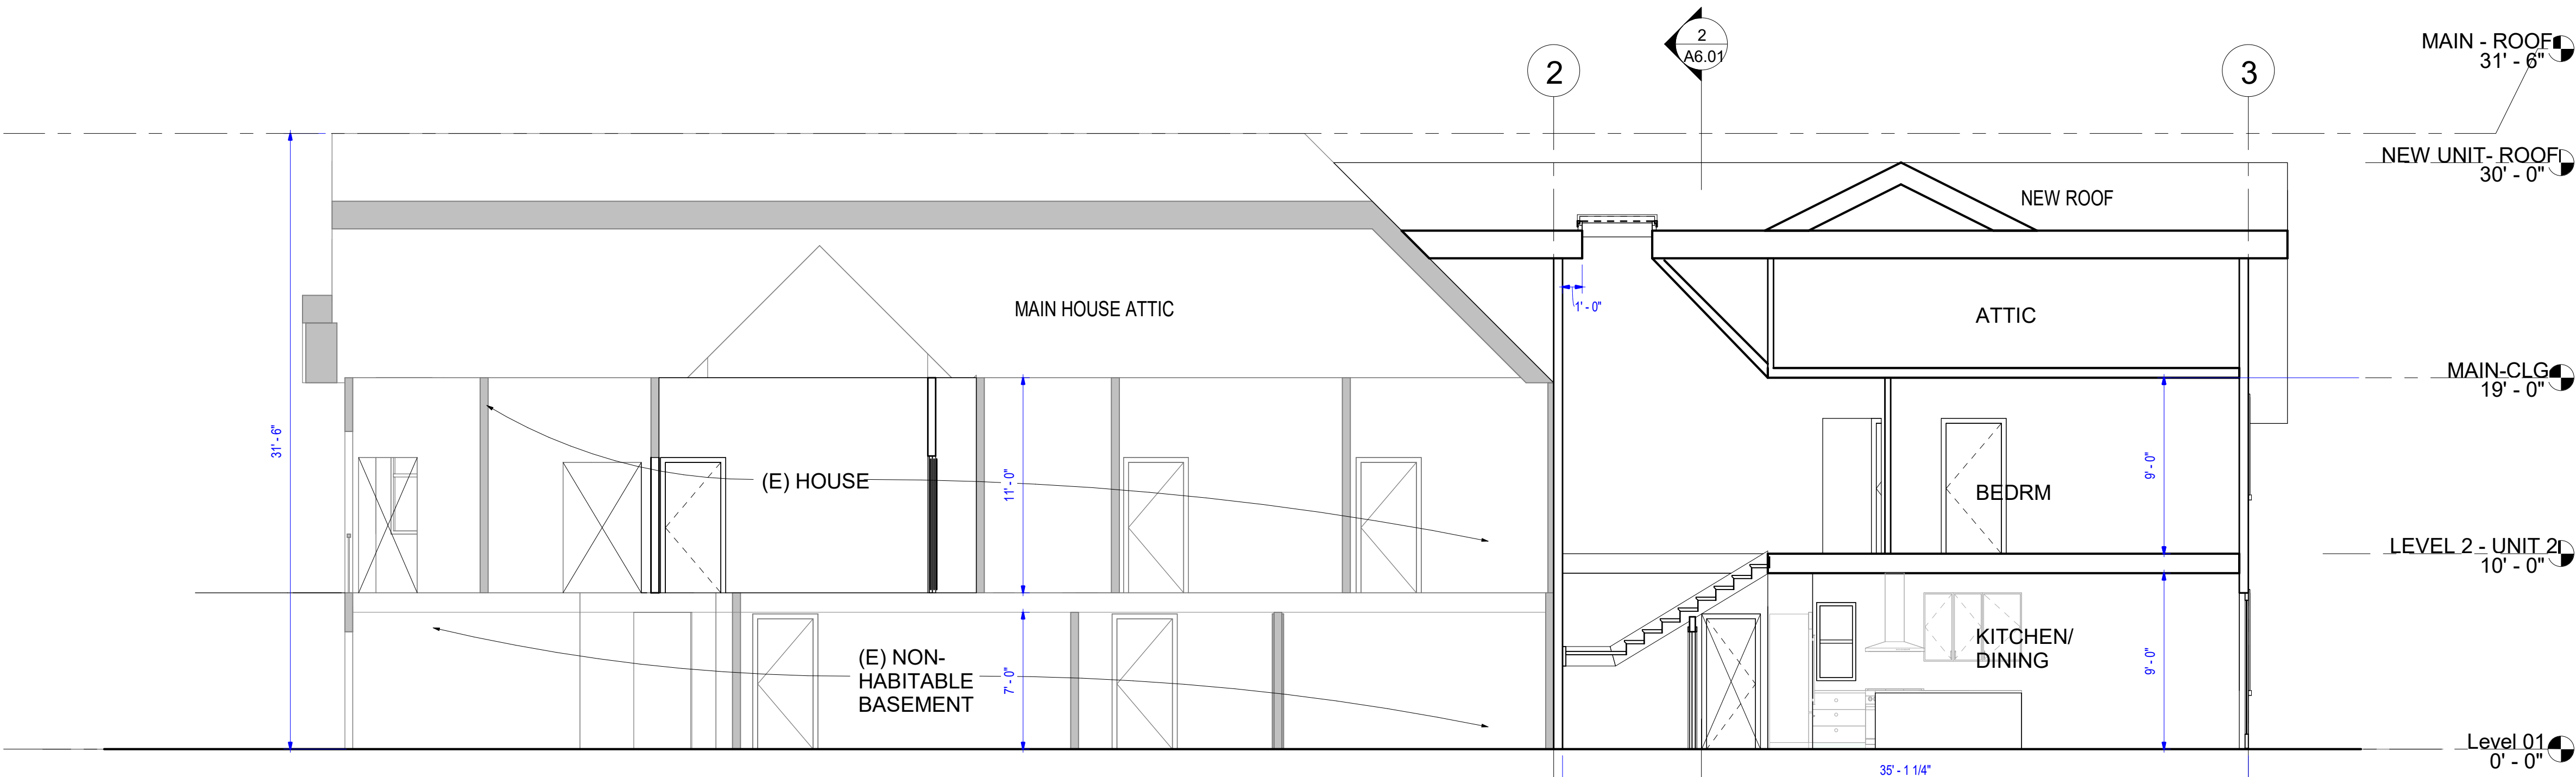 2
A6.01
2
3
MAIN - ROOF
31' - 6"
NEW UNIT- ROOF
30' - 0"
NEW ROOF
MAIN HOUSE ATTIC
1' - 0"
ATTIC
MAIN-CLG
19' - 0"
31' - 6"
(E) HOUSE
11' - 0"
BEDRM
9' - 0"
LEVEL 2 - UNIT 2
10' - 0"
(E) NON-
HABITABLE
BASEMENT
7' - 0"
KITCHEN/
DINING
9' - 0"
Level 01
0' - 0"
35' - 1 1/4"